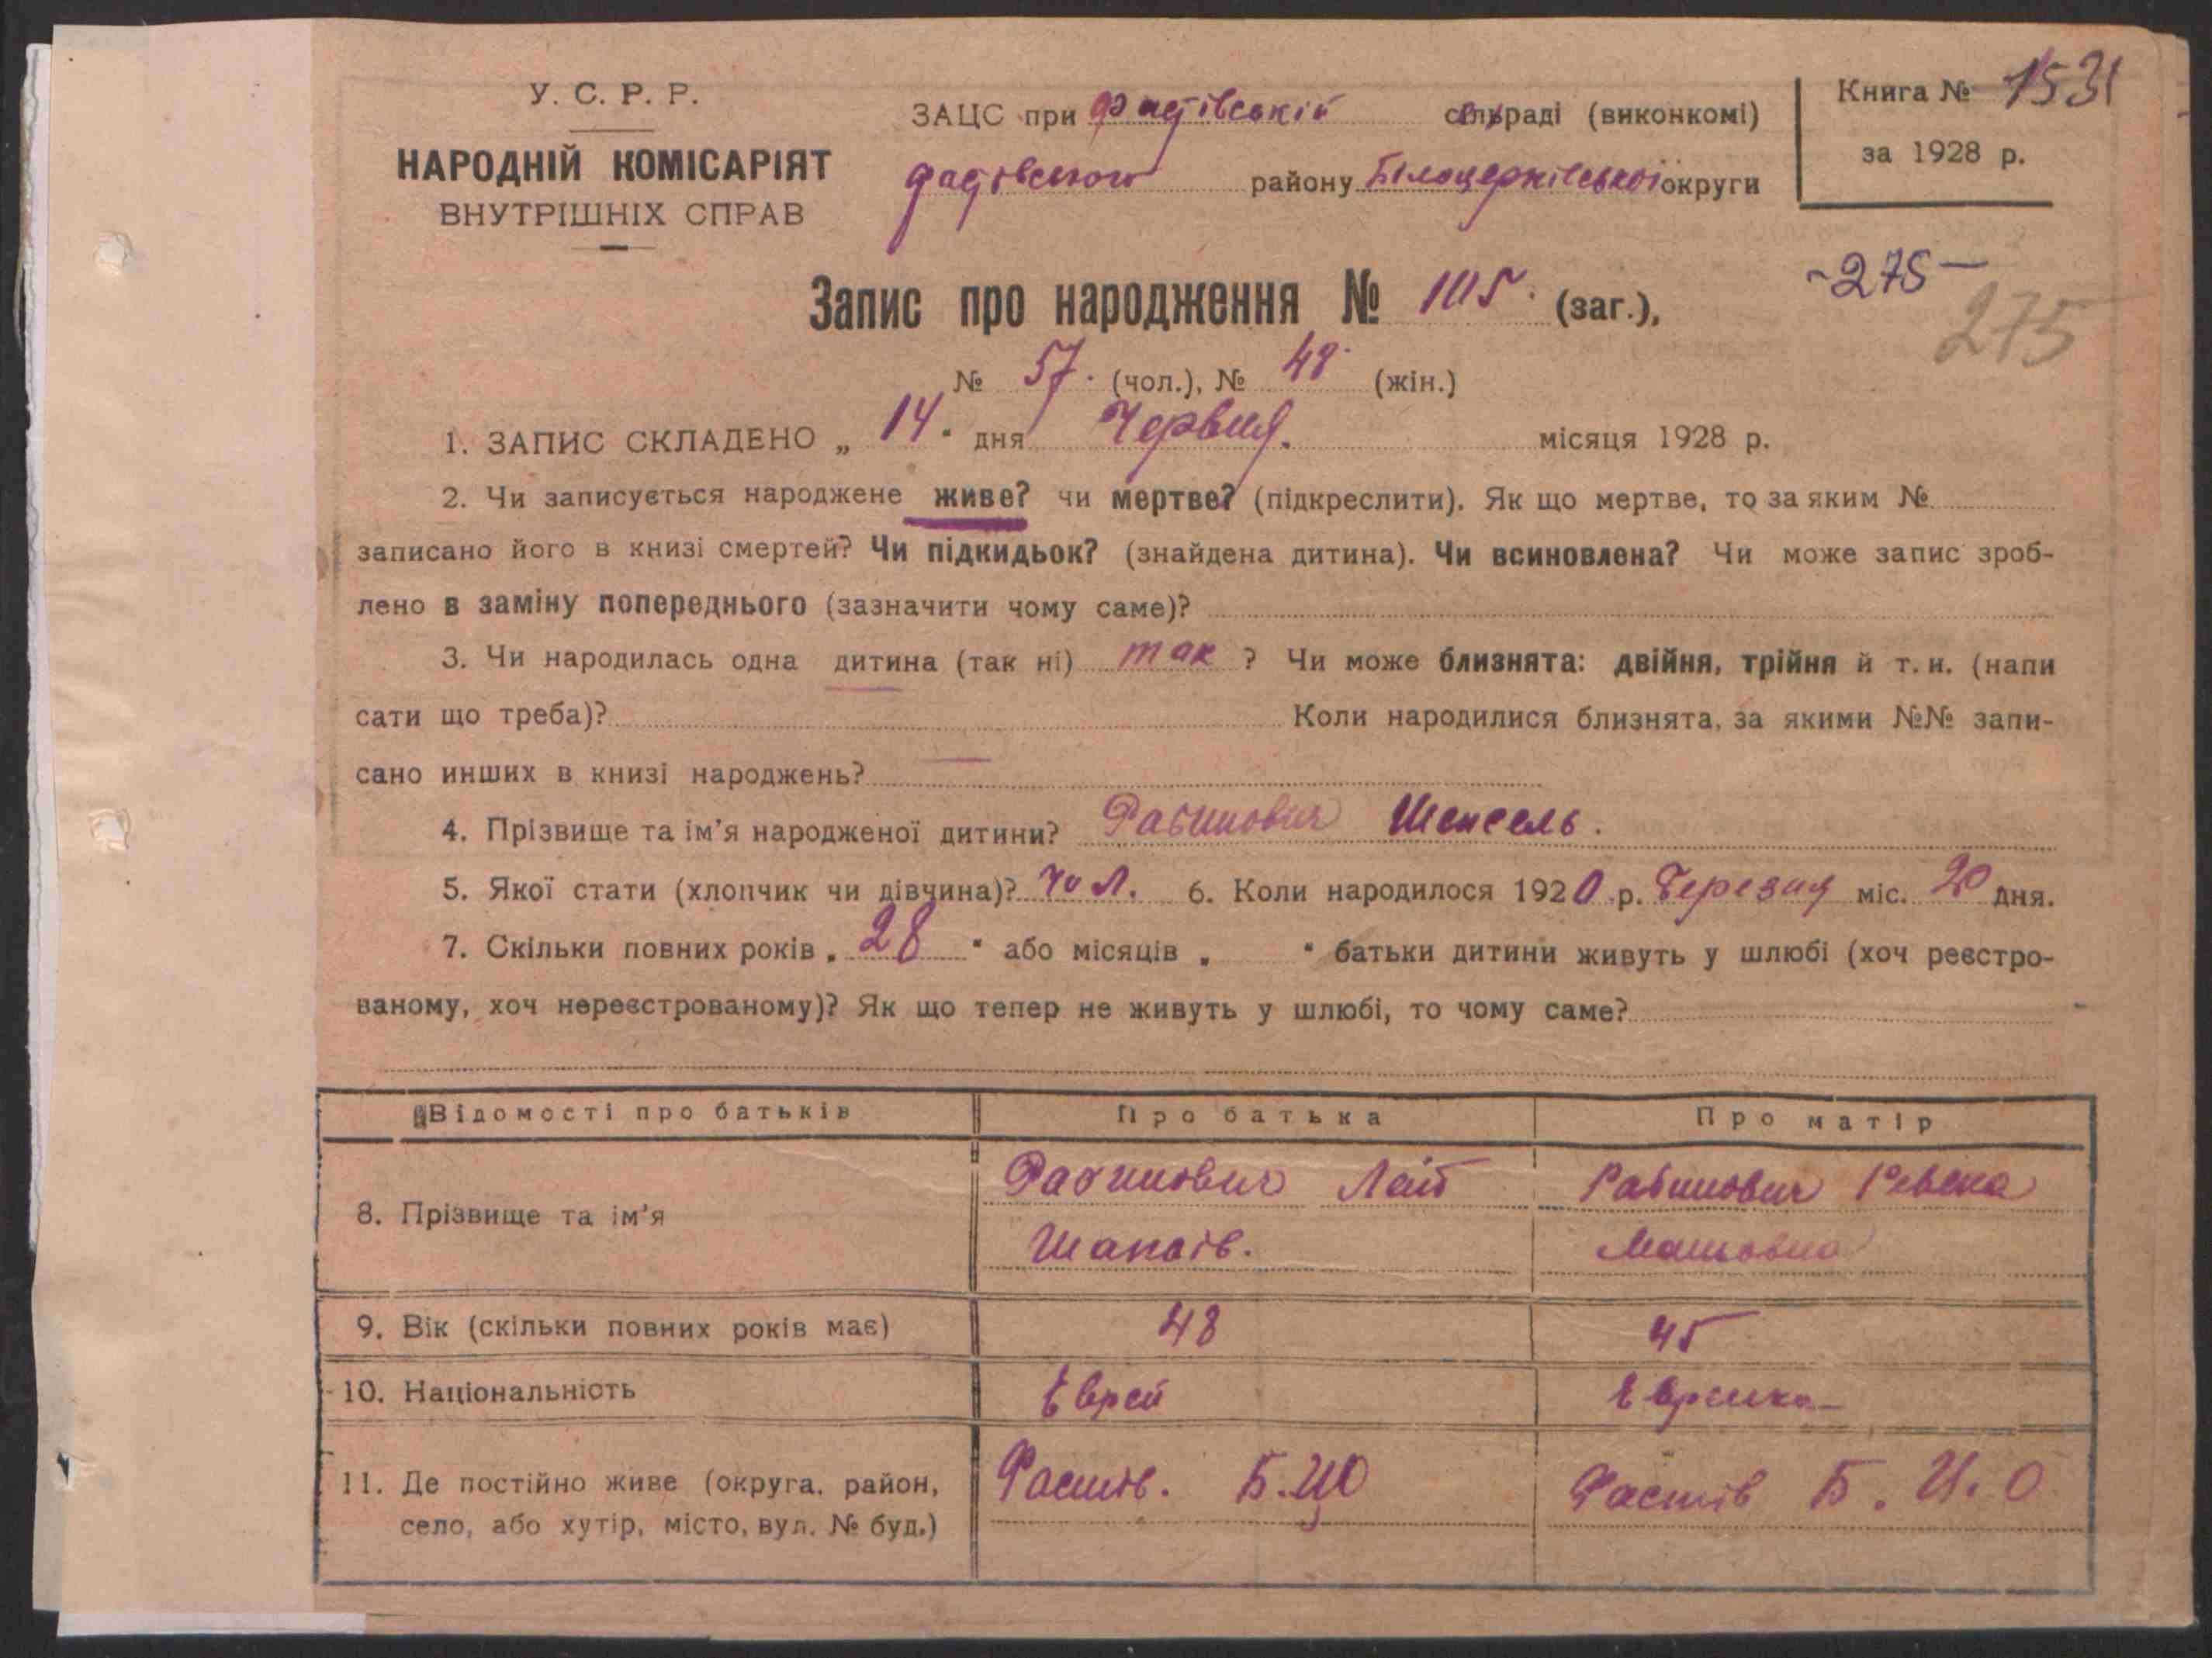 У. С. Р. Р.
НАРОДНІЙ КОМІСАРІЯТ
ВНУТРІШНІХ СПРАВ
ЗАЦС при Фастівській раді (виконкомі)
району Білоцерківської округи
Книга № 1531
за 1928 р.
-275-
275
Запис про народження № 105. (заг.),
№ 57. (чол.), № 48. (жін.)
1. ЗАПИС СКЛАДЕНО „ 14 " дня Червня. місяця 1928 р.
2. Чи записується народжене живе? чи мертве? (підкреслити). Як що мертве, то за яким №
записано його в книзі смертей? Чи підкидьок? (знайдена дитина). Чи всиновлена? Чи може запис зроб-
лено в заміну попереднього (зазначити чому саме)?
3. Чи народилась одна дитина (так ні) так ? Чи може близнята: двійня, трійня й т. и. (напи
сати що треба)? Коли народилися близнята, за якими №№ запи-
сано инших в книзі народжень?
4. Прізвище та ім'я народженої дитини? Рабинович
5. Якої стати (хлопчик чи дівчина)? чол. 6. Коли народилося 1920 р. Березня міс. 20 дня.
7. Скільки повних років „ 28 " або місяців „ " батьки дитини живуть у шлюбі (хоч реєстро-
ваному, хоч нереєстрованому)? Як що тепер не живуть у шлюбі, то чому саме?
Відомості про батьків Про батька Про матір
8. Прізвище та ім'я Рабинович Лейб Рабинович Ревека
9. Вік (скільки повних років має) 48 45
10. Національність Єврей Єврейка
11. Де постійно живе (округа, район, Фастів. Б.ЦО Фастів Б. Ц. О
село, або хутір, місто, вул. № буд.)